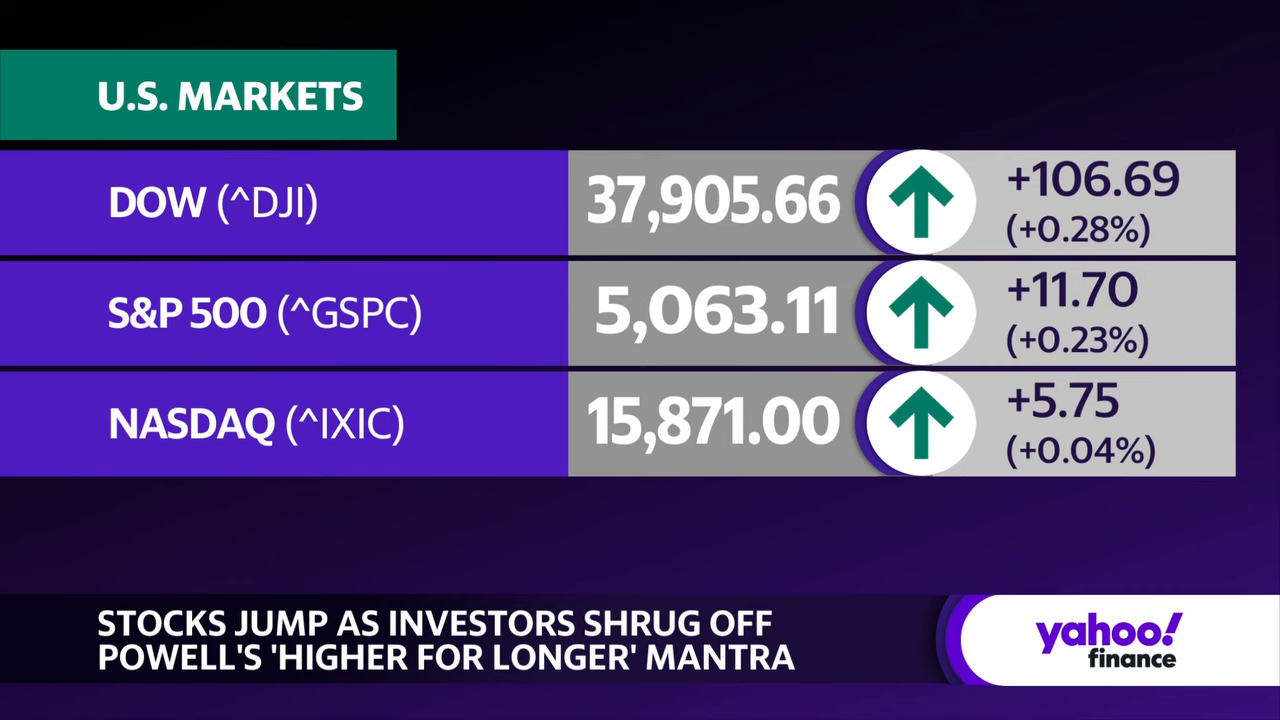 U.S. MARKETS
DOW (^DJI) 37,905.66 +106.69
(+0.28%)
S&P 500 (^GSPC) 5,063.11 +11.70
(+0.23%)
NASDAQ (^IXIC) 15,871.00 +5.75
(+0.04%)
STOCKS JUMP AS INVESTORS SHRUG OFF
POWELL'S 'HIGHER FOR LONGER' MANTRA
yahoo!
finance